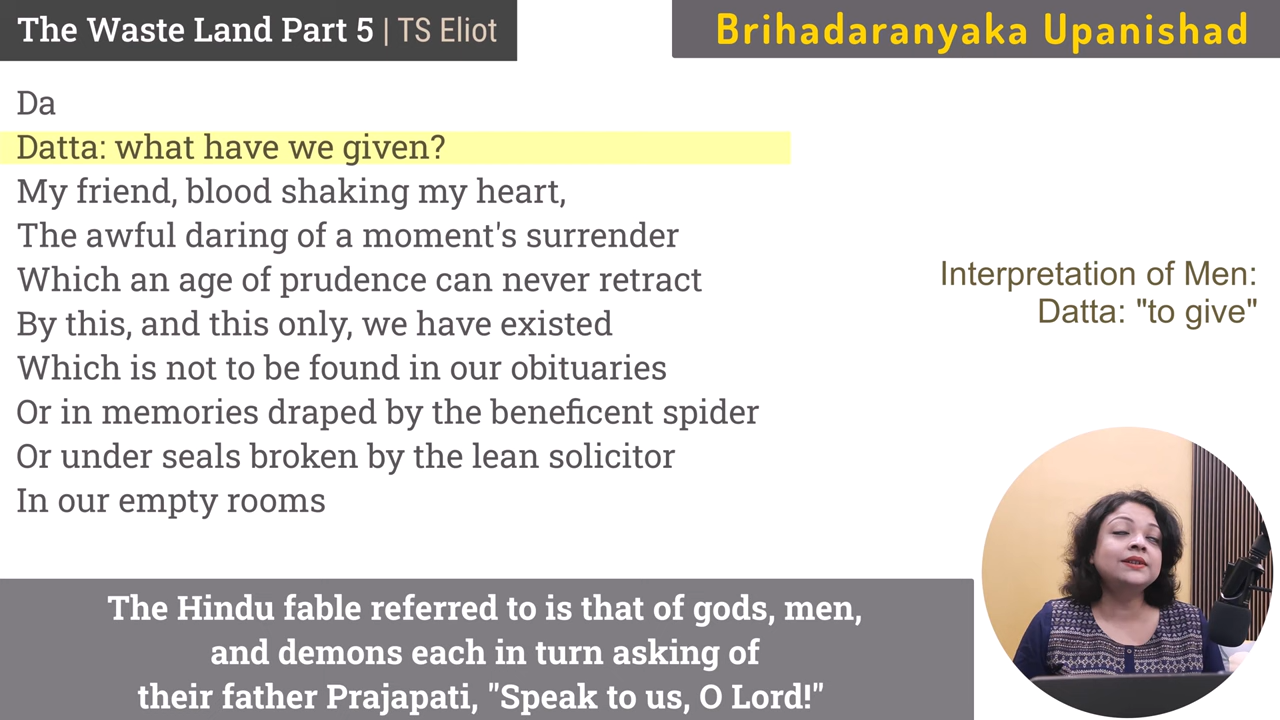 The Waste Land Part 5 | TS Eliot
Brihadaranyaka Upanishad
Da
Datta: what have we given?
My friend, blood shaking my heart,
The awful daring of a moment's surrender
Which an age of prudence can never retract
By this, and this only, we have existed
Which is not to be found in our obituaries
Or in memories draped by the beneficent spider
Or under seals broken by the lean solicitor
In our empty rooms
Interpretation of Men:
Datta: "to give"
The Hindu fable referred to is that of gods, men,
and demons each in turn asking of
their father Prajapati, "Speak to us, O Lord!"